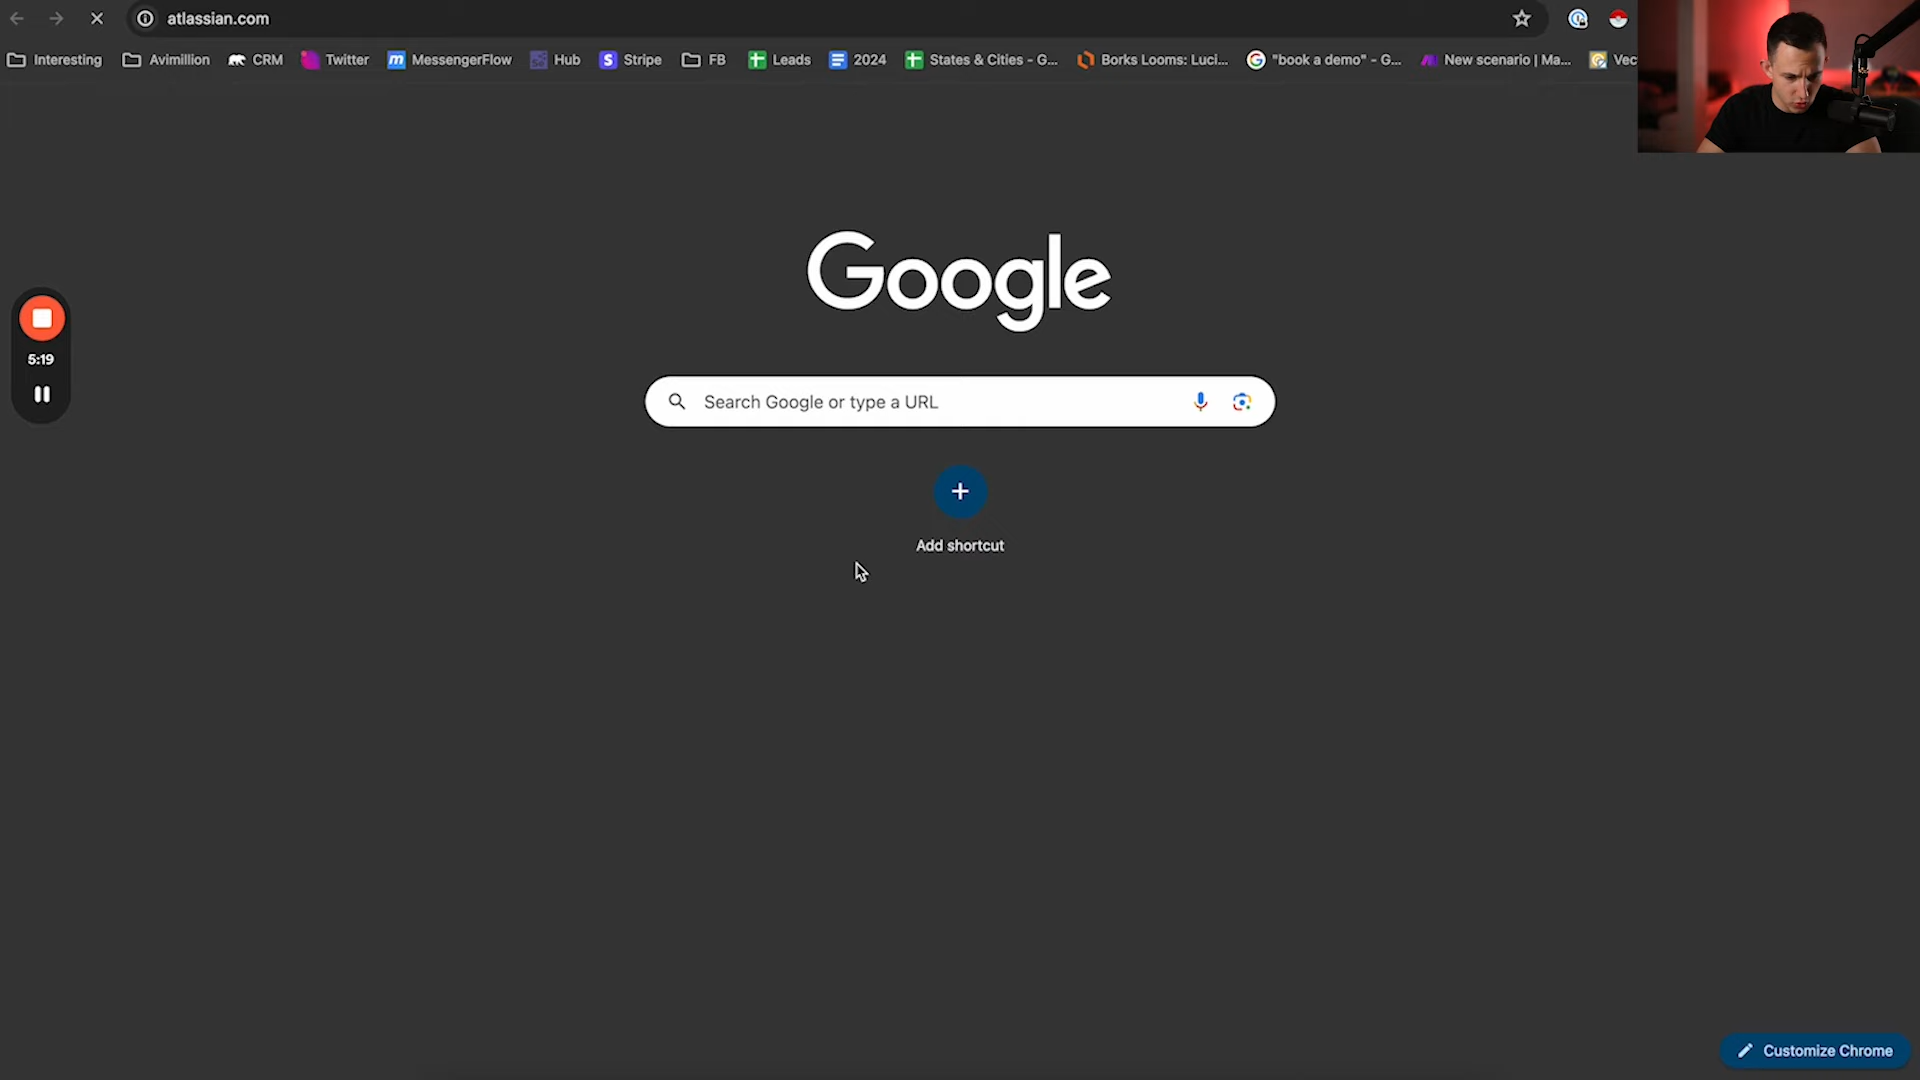 atlassian.com
Interesting Avimillion CRM Twitter MessengerFlow Hub Stripe FB Leads 2024 States & Cities - G... Borks Looms: Luci... "book a demo" - G... New scenario | Ma... Vec
Google
Search Google or type a URL
5:19
Add shortcut
Customize Chrome